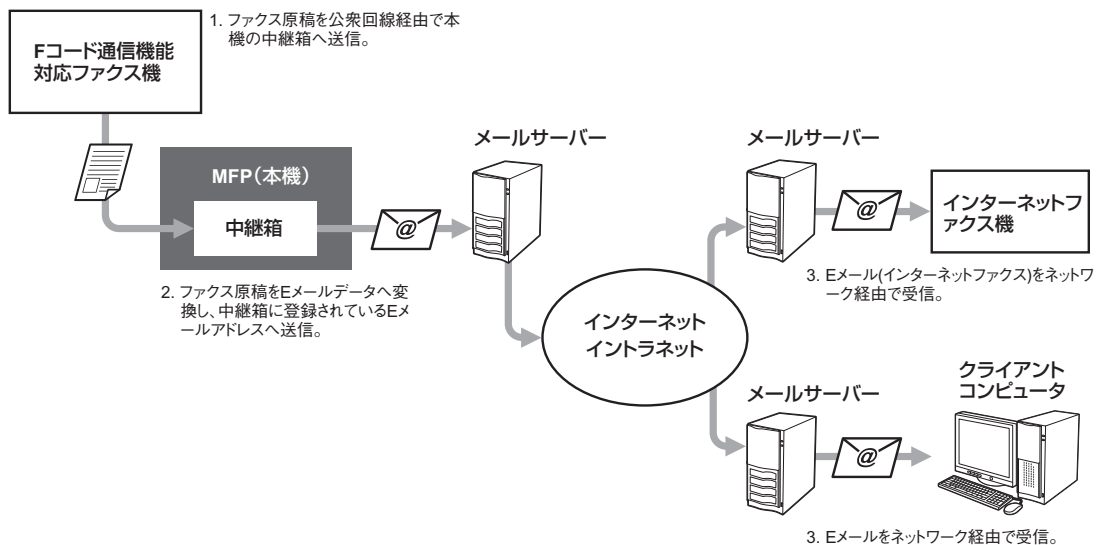 Fコード通信機能
対応ファクス機
1. ファクス原稿を公衆回線経由で本
機の中継箱へ送信。
MFP(本機)
中継箱
@
2. ファクス原稿をEメールデータへ変
換し、中継箱に登録されているEメ
ールアドレスへ送信。
メールサーバー
インターネット
イントラネット
メールサーバー
@
インターネットフ
ァクス機
3. Eメール(インターネットファクス)をネットワ
ーク経由で受信。
メールサーバー
@
クライアント
コンピュータ
3. Eメールをネットワーク経由で受信。